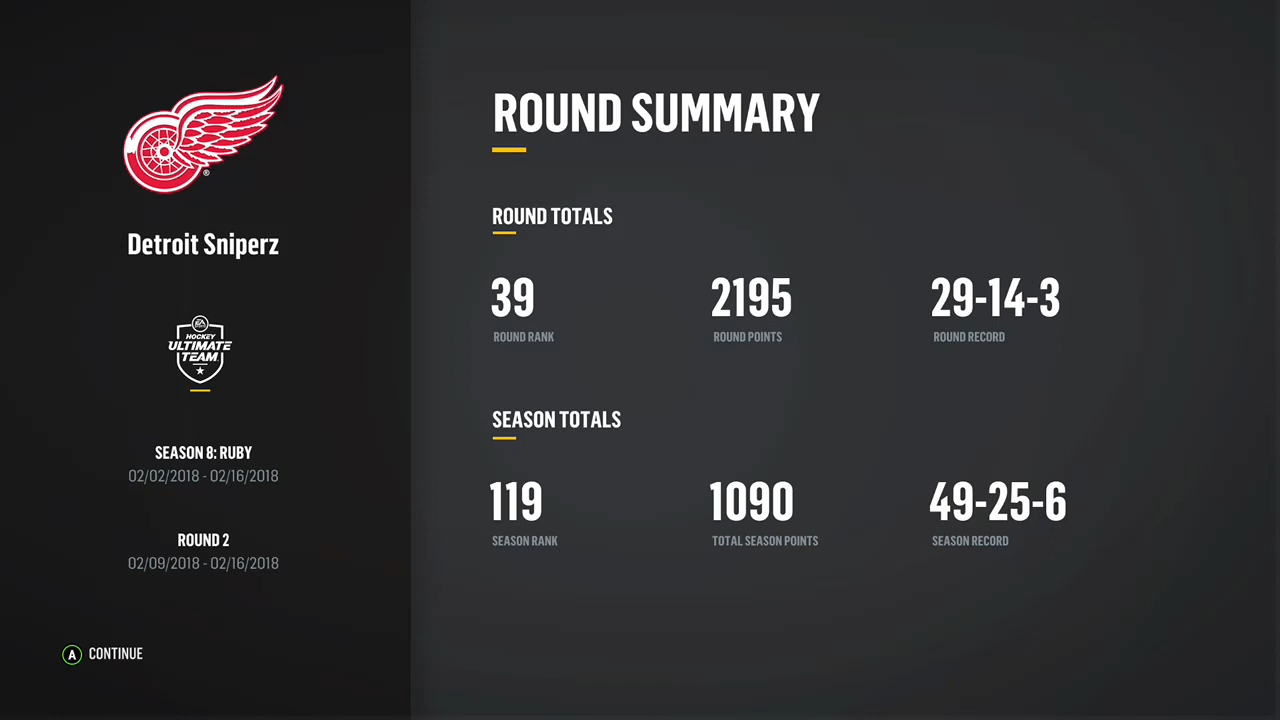 Detroit Sniperz
EA
SPORTS
HOCKEY
ULTIMATE
TEAM
SEASON 8: RUBY
02/02/2018 - 02/16/2018
ROUND 2
02/09/2018 - 02/16/2018
A CONTINUE
ROUND SUMMARY
ROUND TOTALS
39 2195 29-14-3
ROUND RANK ROUND POINTS ROUND RECORD
SEASON TOTALS
119 1090 49-25-6
SEASON RANK TOTAL SEASON POINTS SEASON RECORD